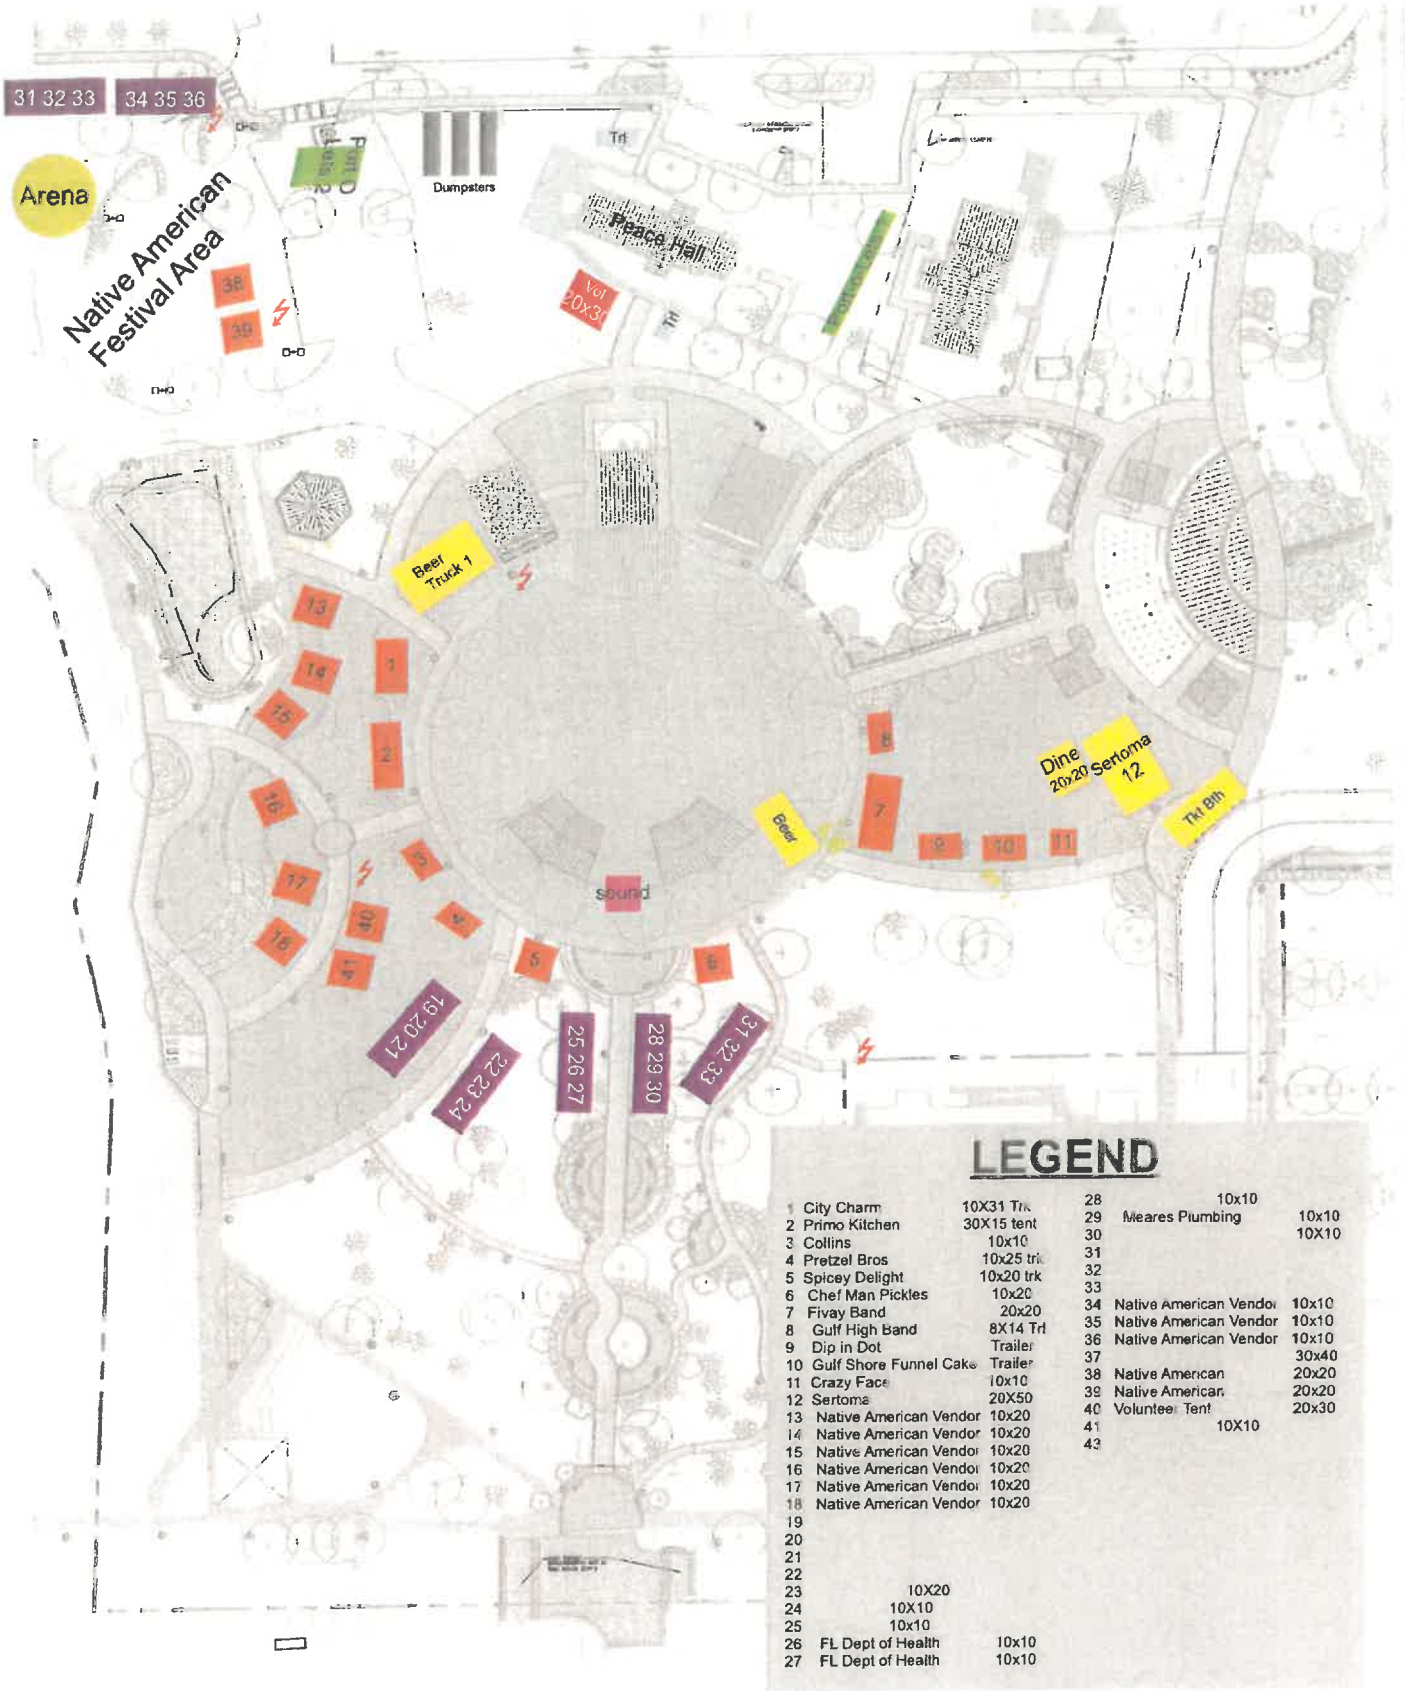 31 32 33
34 35 36
Arena
Native American
Festival Area
Port O
Lets 2
Dumpsters
Trl
Peace Hall
Port-o-Lets
38
39
Vol
20x30
Trl
Beer
Truck 1
13
14
15
1
2
16
17
18
3
4
40
41
5
6
8
7
9
10
11
Dine
20x20
Sertoma
12
Tkt Bth
Beer
sound
19 20 21
22 23 24
25 26 27
28 29 30
31 32 33
LEGEND
1 City Charm 10X31 Trk
2 Primo Kitchen 30X15 tent
3 Collins 10x10
4 Pretzel Bros 10x25 trk
5 Spicey Delight 10x20 trk
6 Chef Man Pickles 10x20
7 Fivay Band 20x20
8 Gulf High Band 8X14 Trl
9 Dip in Dot Trailer
10 Gulf Shore Funnel Cake Trailer
11 Crazy Face 10x10
12 Sertoma 20X50
13 Native American Vendor 10x20
14 Native American Vendor 10x20
15 Native American Vendor 10x20
16 Native American Vendor 10x20
17 Native American Vendor 10x20
18 Native American Vendor 10x20
19
20
21
22
23 10X20
24 10X10
25 10x10
26 FL Dept of Health 10x10
27 FL Dept of Health 10x10
28 10x10
29 Meares Plumbing 10x10
30 10X10
31
32
33
34 Native American Vendor 10x10
35 Native American Vendor 10x10
36 Native American Vendor 10x10
37 30x40
38 Native American 20x20
39 Native American 20x20
40 Volunteer Tent 20x30
41 10X10
43